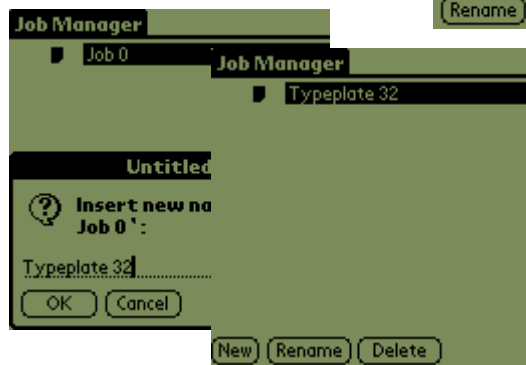 Rename
Job Manager
Job 0
Untitled
Insert new na
Job 0':
Typeplate 32
OK Cancel
Job Manager
Typeplate 32
New Rename Delete